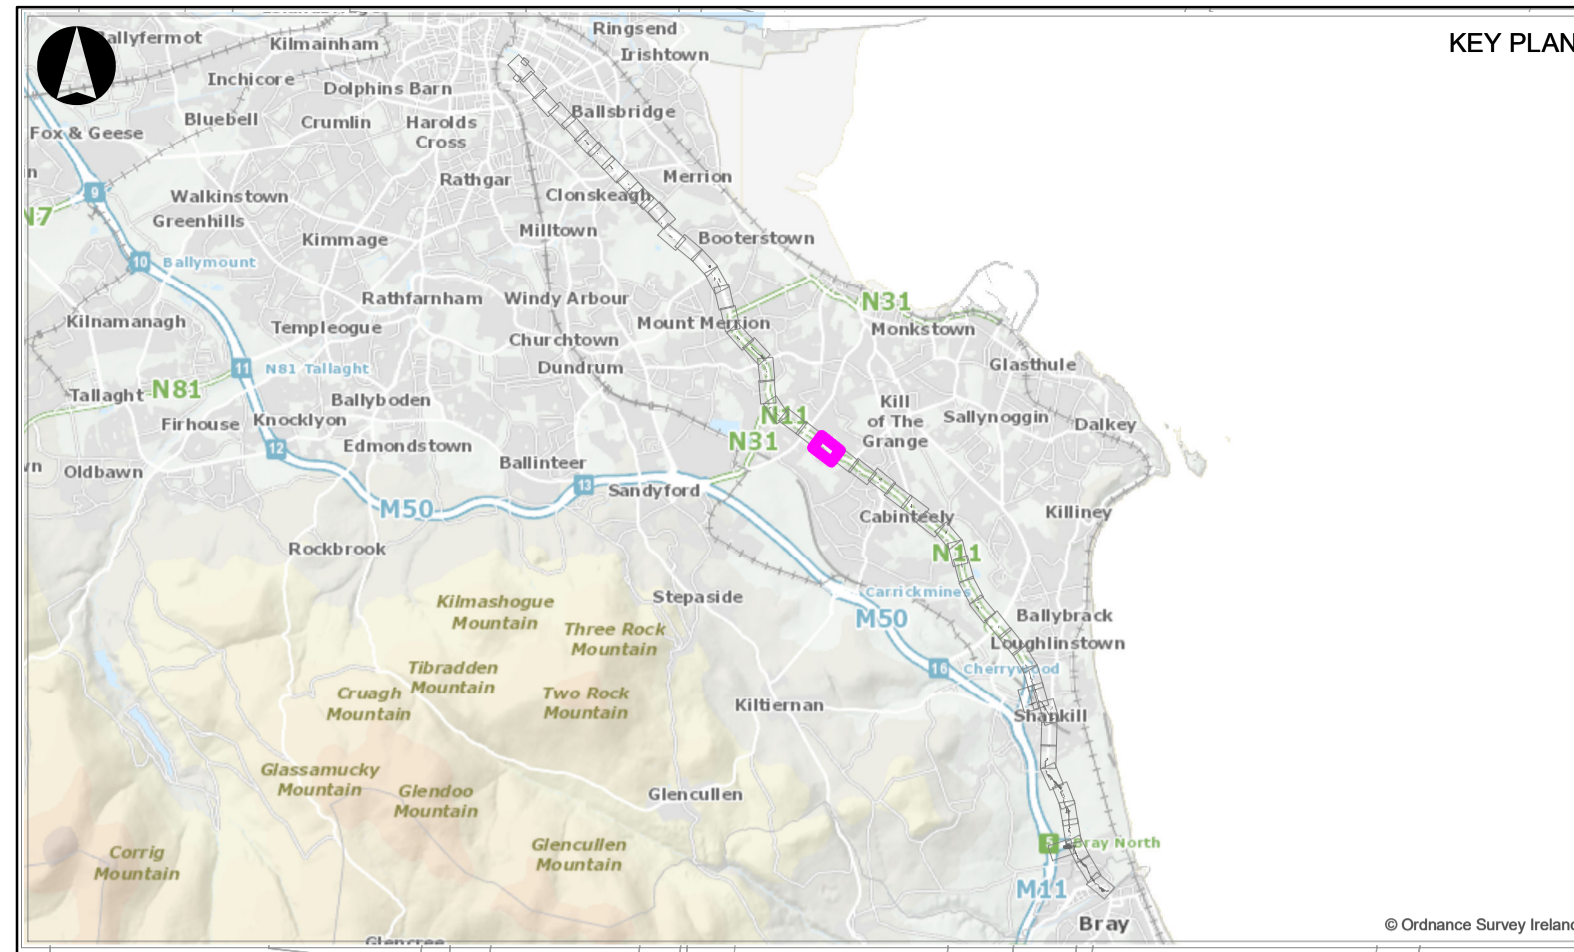 KEY PLAN
Ringsend
Irishtown
Ballyfermot
Kilmainham
Inchicore
Dolphins Barn
Ballsbridge
Bluebell
Crumlin
Harolds
Cross
Fox & Geese
Merrion
Rathgar
Clonskeagh
9
Walkinstown
N7
Greenhills
Kimmage
Milltown
Booterstown
10
Ballymount
Rathfarnham
Windy Arbour
N31
Kilnamanagh
Templeogue
Churchtown
Mount Merrion
Monkstown
11
N81 Tallaght
Dundrum
Glasthule
Tallaght
N81
Ballyboden
Firhouse
Knocklyon
N11
Kill
of The
Grange
Sallynoggin
Dalkey
12
Edmondstown
N31
Oldbawn
Ballinteer
13
Sandyford
M50
Cabinteely
Killiney
Rockbrook
N11
Kilmashogue
Mountain
Stepaside
Carrickmines
M50
Ballybrack
Three Rock
Mountain
Loughlinstown
Tibradden
Mountain
16
Cherrywood
Cruagh
Mountain
Two Rock
Mountain
Kiltiernan
Shankill
Glassamucky
Mountain
Glendoo
Mountain
Glencullen
Corrig
Mountain
Glencullen
Mountain
5
Bray North
M11
Bray
© Ordnance Survey Ireland
Glencree